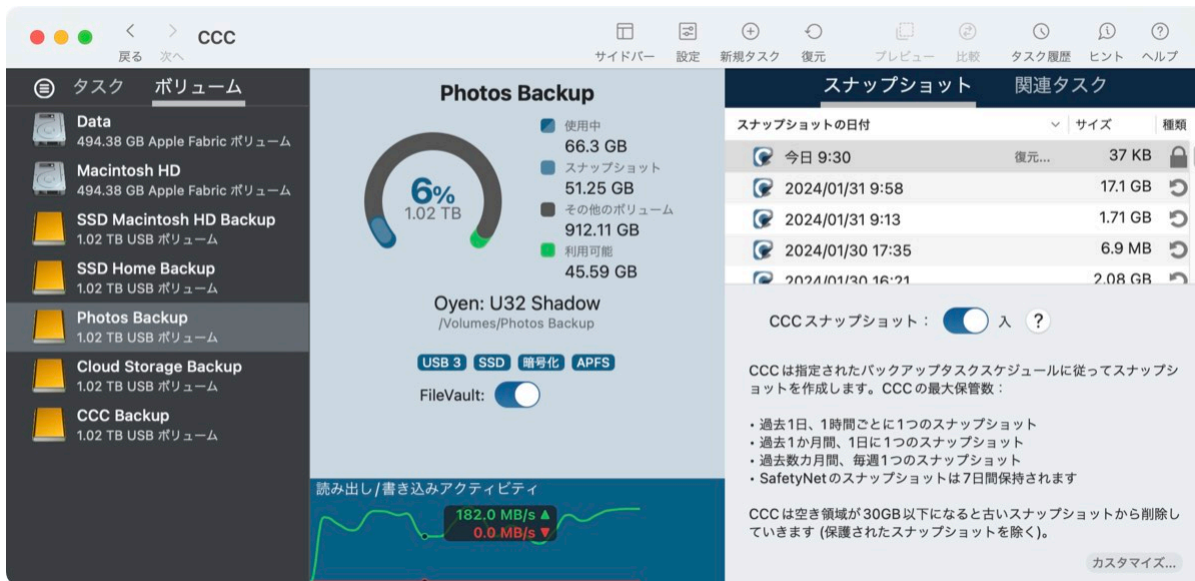 CCC
戻る
次へ
サイドバー
設定
新規タスク
復元
プレビュー
比較
タスク履歴
ヒント
ヘルプ
タスク
ボリューム
Data
494.38 GB Apple Fabric ボリューム
Macintosh HD
494.38 GB Apple Fabric ボリューム
SSD Macintosh HD Backup
1.02 TB USB ボリューム
SSD Home Backup
1.02 TB USB ボリューム
Photos Backup
1.02 TB USB ボリューム
Cloud Storage Backup
1.02 TB USB ボリューム
CCC Backup
1.02 TB USB ボリューム
Photos Backup
6%
1.02 TB
使用中
66.3 GB
スナップショット
51.25 GB
その他のボリューム
912.11 GB
利用可能
45.59 GB
Oyen: U32 Shadow
/Volumes/Photos Backup
USB 3 SSD 暗号化 APFS
FileVault:
読み出し/書き込みアクティビティ
182.0 MB/s ▲
0.0 MB/s ▼
スナップショット
関連タスク
スナップショットの日付 サイズ 種類
今日 9:30 復元... 37 KB
2024/01/31 9:58 17.1 GB
2024/01/31 9:13 1.71 GB
2024/01/30 17:35 6.9 MB
2024/01/30 16:21 2.08 GB
CCCスナップショット： 入 ?
CCCは指定されたバックアップタスクスケジュールに従ってスナップシ
ョットを作成します。CCCの最大保管数：
・過去1日、1時間ごとに1つのスナップショット
・過去1か月間、1日に1つのスナップショット
・過去数カ月間、毎週1つのスナップショット
・SafetyNetのスナップショットは7日間保持されます
CCCは空き領域が30GB以下になると古いスナップショットから削除し
ていきます (保護されたスナップショットを除く)。
カスタマイズ...